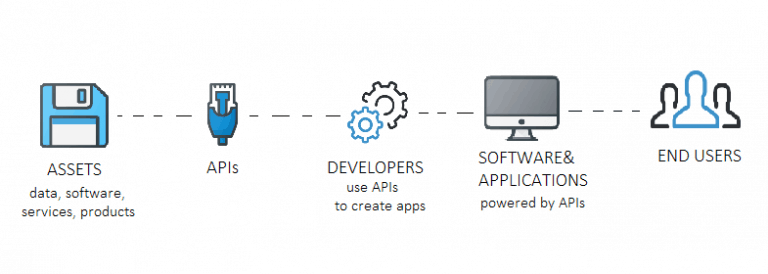 ASSETS
data, software,
services, products
APIs
DEVELOPERS
use APIs
to create apps
SOFTWARE&
APPLICATIONS
powered by APIs
END USERS